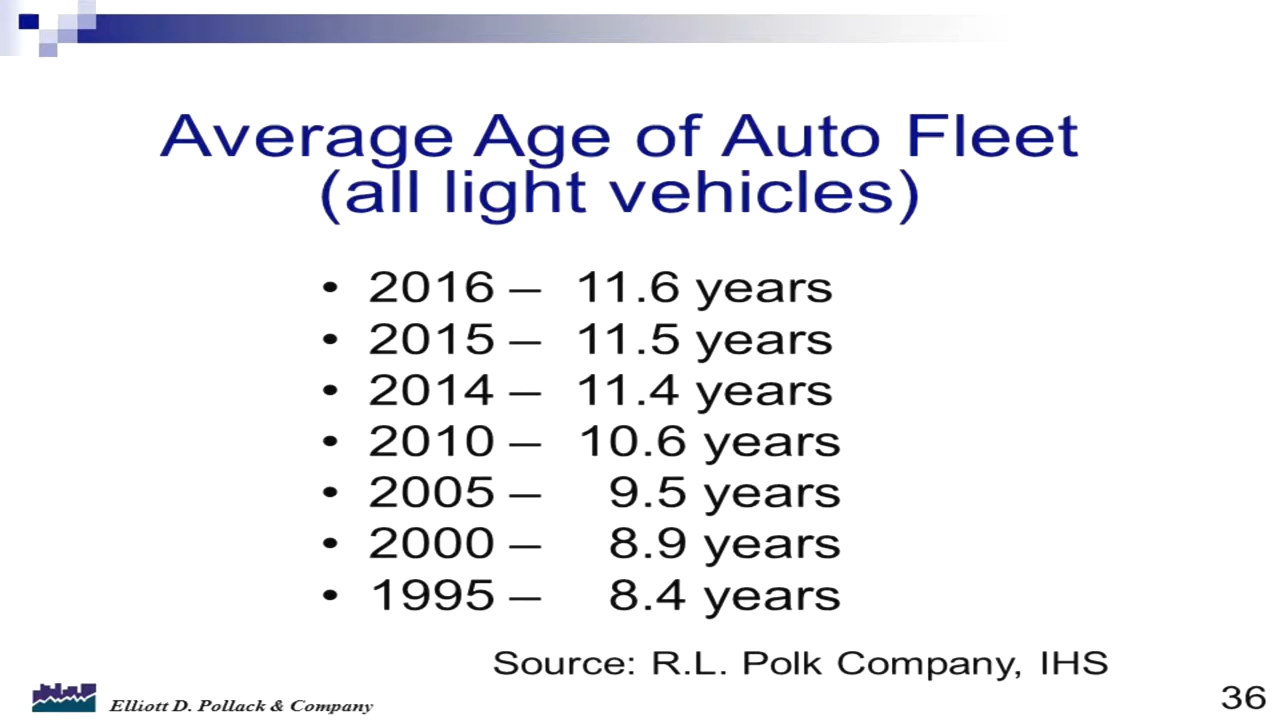 Average Age of Auto Fleet
(all light vehicles)
• 2016 – 11.6 years
• 2015 – 11.5 years
• 2014 – 11.4 years
• 2010 – 10.6 years
• 2005 – 9.5 years
• 2000 – 8.9 years
• 1995 – 8.4 years
Source: R.L. Polk Company, IHS
Elliott D. Pollack & Company
36